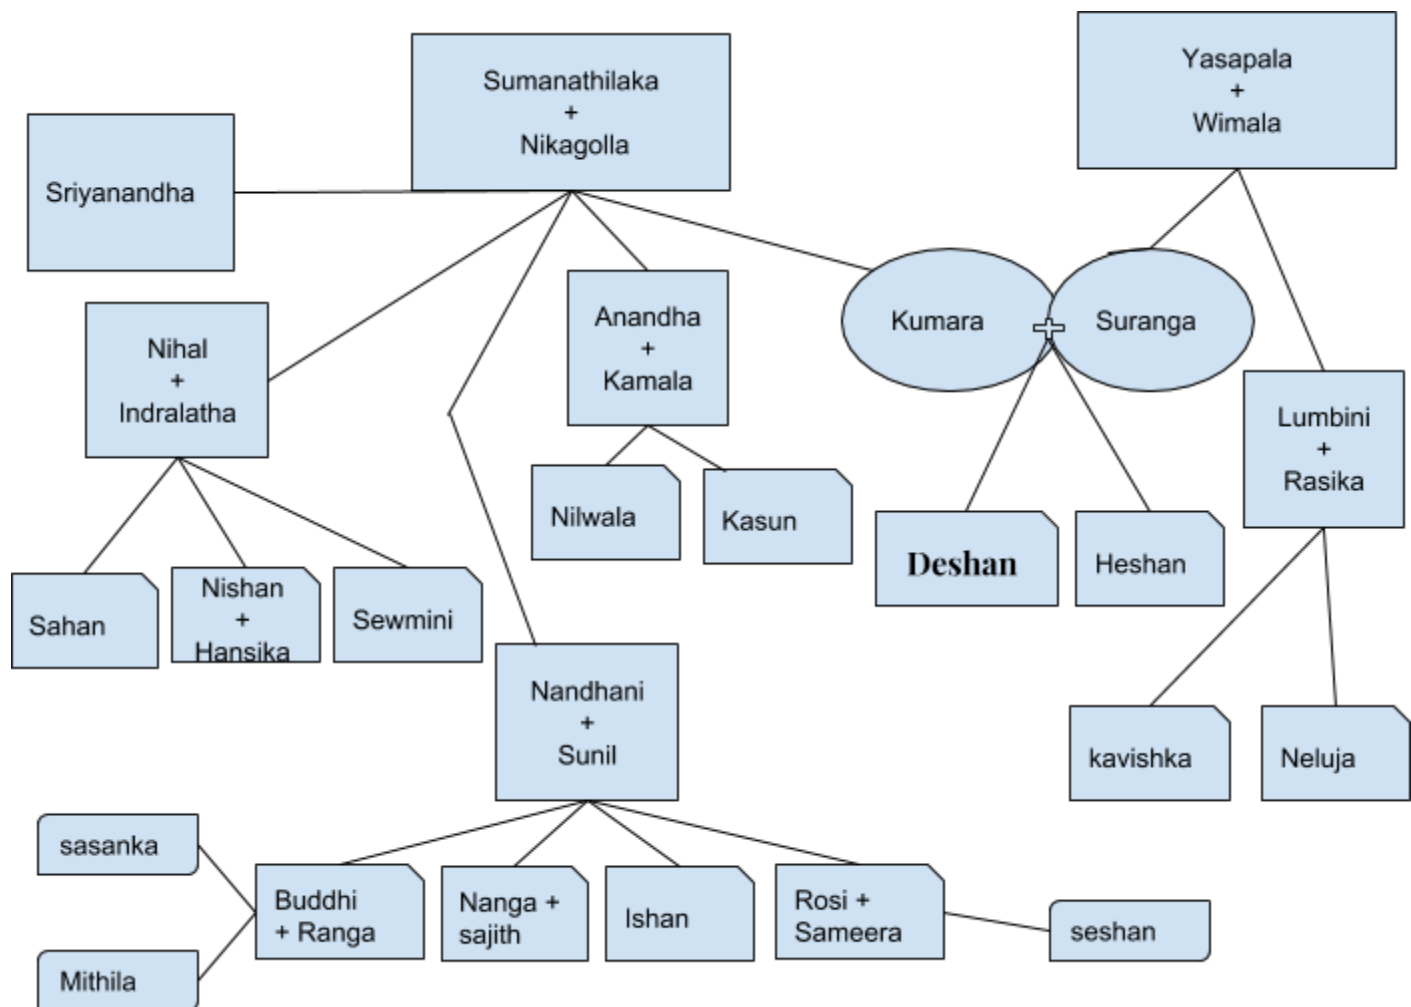 Sumanathilaka
+
Nikagolla
Yasapala
+
Wimala
Sriyanandha
Nihal
+
Indralatha
Anandha
+
Kamala
Kumara
Suranga
Lumbini
+
Rasika
Nilwala
Kasun
Deshan
Heshan
Sahan
Nishan
+
Hansika
Sewmini
Nandhani
+
Sunil
kavishka
Neluja
sasanka
Mithila
Buddhi
+ Ranga
Nanga +
sajith
Ishan
Rosi +
Sameera
seshan